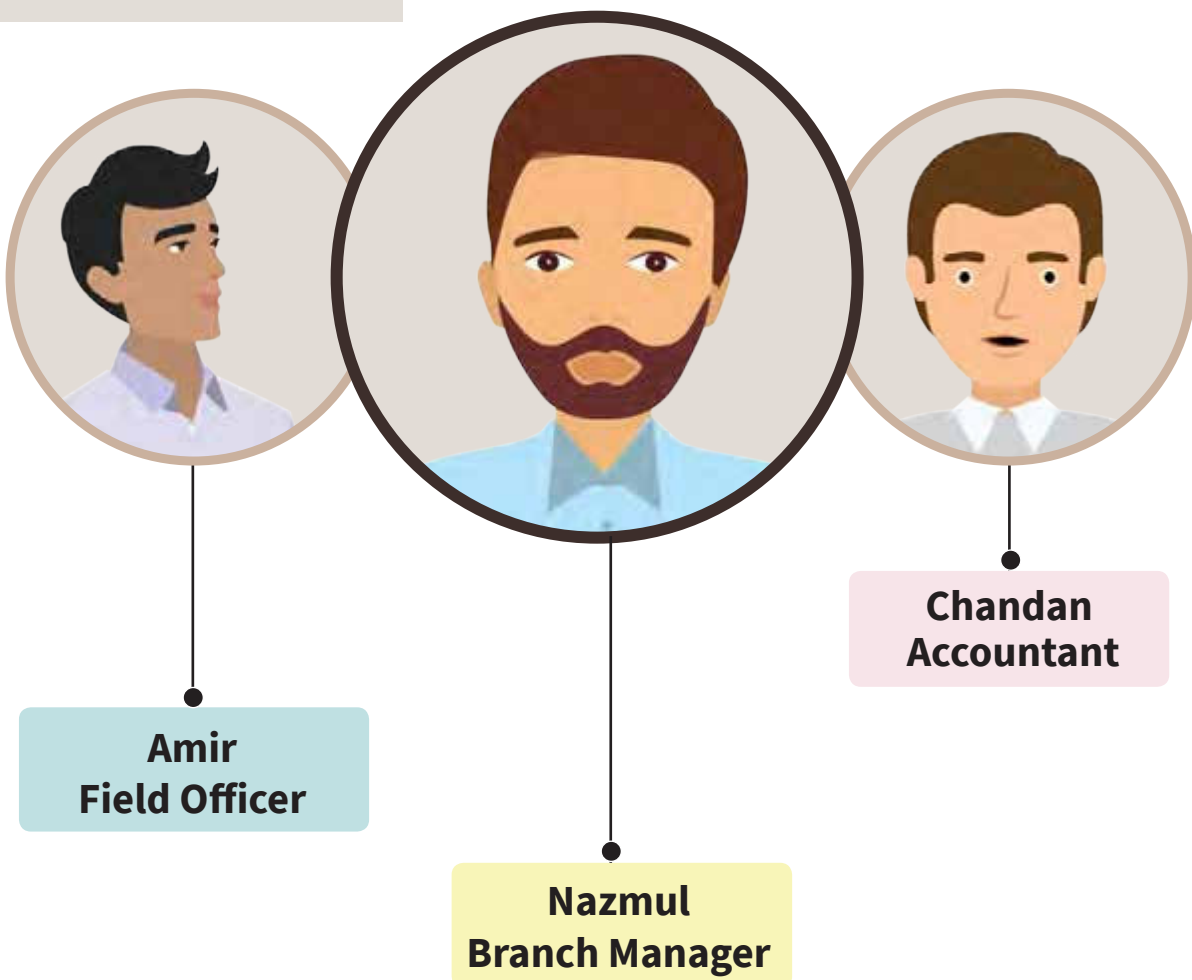 Chandan
Accountant
Amir
Field Officer
Nazmul
Branch Manager